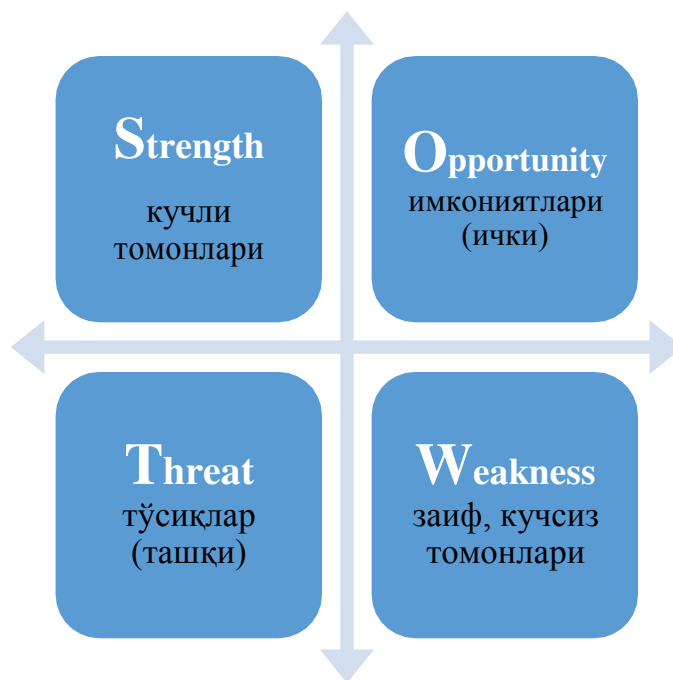 Strength
кучли
томонлари
Opportunity
имкониятлари
(ички)
Threat
тўсиқлар
(ташқи)
Weakness
заиф, кучсиз
томонлари